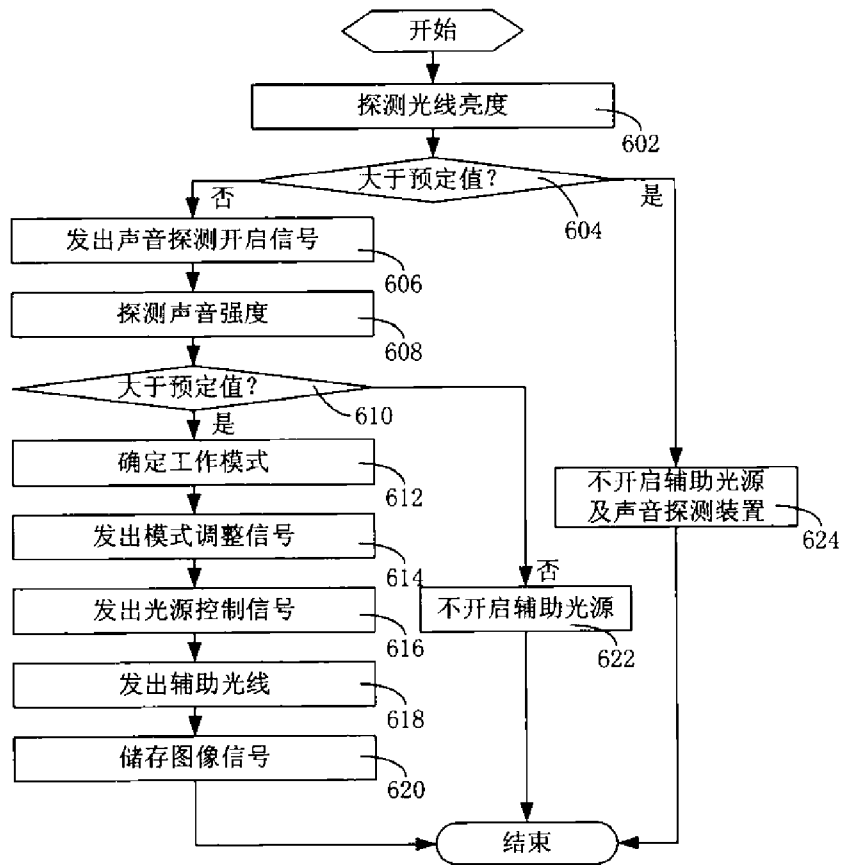 开始
探测光线亮度
602
大于预定值?
604
否
是
发出声音探测开启信号
606
探测声音强度
608
大于预定值?
610
是
确定工作模式
612
不开启辅助光源
及声音探测装置
624
发出模式调整信号
614
否
发出光源控制信号
616
不开启辅助光源
622
发出辅助光线
618
储存图像信号
620
结束